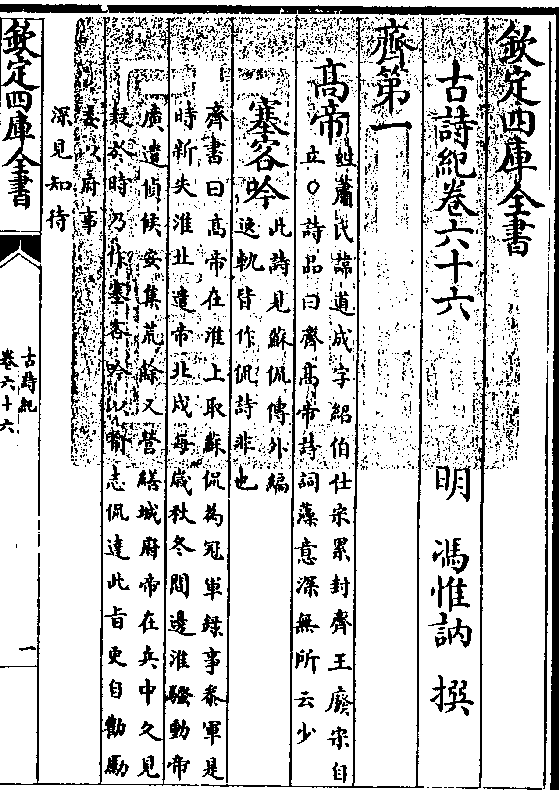 欽定四庫全書
古詩紀卷六十六 明 馮惟訥 撰
齊第一
高帝
姓蕭氏諱道成字紹伯仕宋累封齊王廢宋自
立○詩品曰齊高帝詩詞藻意深無所云少
塞客吟
此詩見蘇侃傳外編
逸軌皆作侃詩非也
齊書曰高帝在淮上取蘇侃為冠軍錄事參軍是
時新失淮北遣帝北戍每歲秋冬間邊淮騷動帝
廣遣偵候安集荒餘又營繕城府帝在兵中久見
疑於時乃作塞客吟以喻志侃達此旨更自勸勵
委以府事
深見知待
欽定四庫全書
古詩紀
卷六十六
一